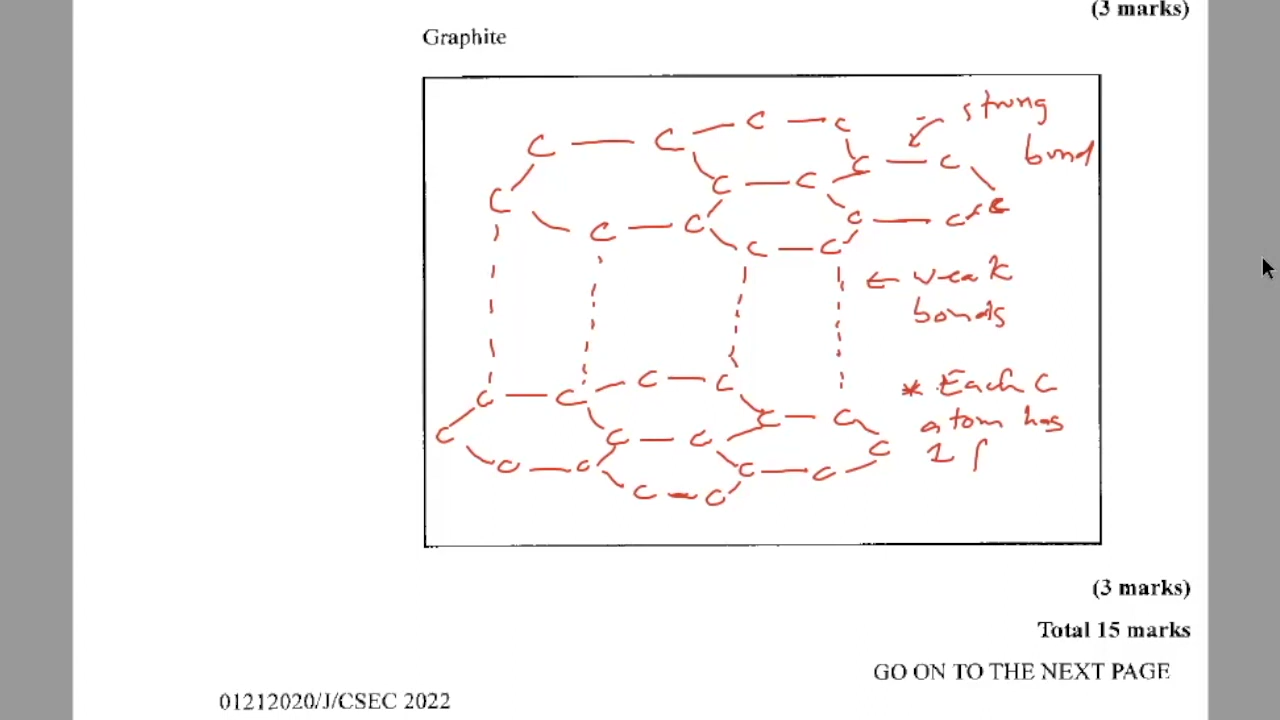 (3 marks)
Graphite
C C C C C C
C C C C C C
C C C C C
strong
bond
← weak
bonds
C C C C
C C C C C C C
C C C C C
C C
* Each C
atom has
1 f
(3 marks)
Total 15 marks
GO ON TO THE NEXT PAGE
01212020/J/CSEC 2022